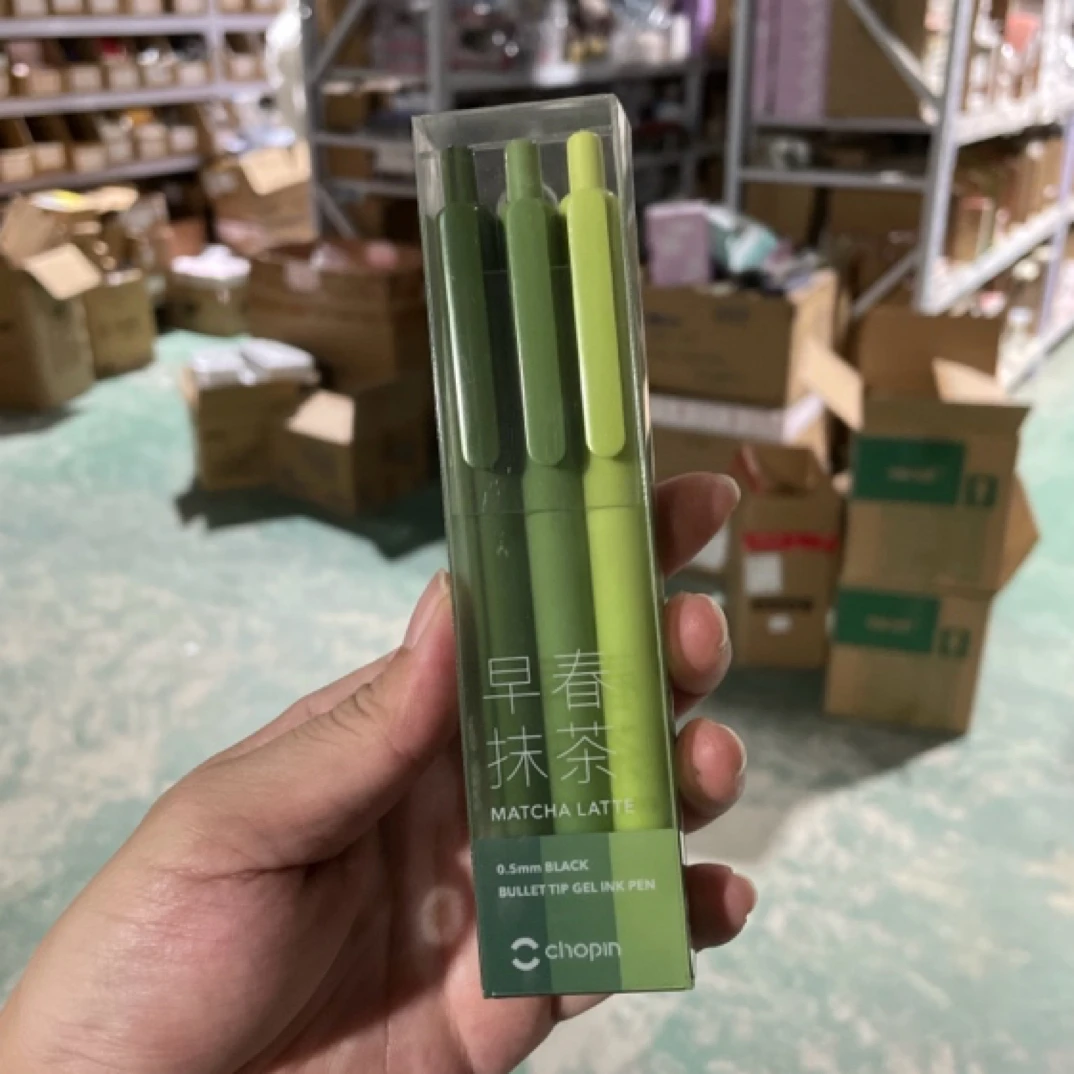 早春
抹茶
MATCHA LATTE
0.5mm BLACK
BULLET TIP GEL INK PEN
chopin